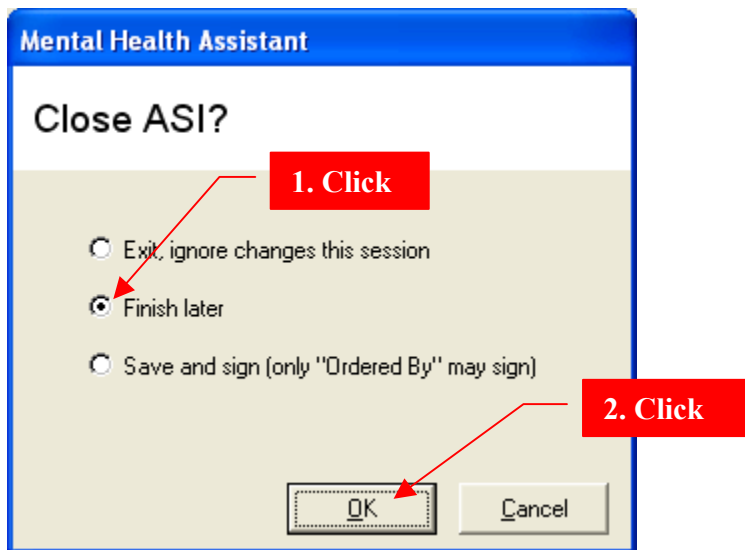 Mental Health Assistant
Close ASI?
1. Click
Exit, ignore changes this session
Finish later
Save and sign (only "Ordered By" may sign)
2. Click
OK
Cancel